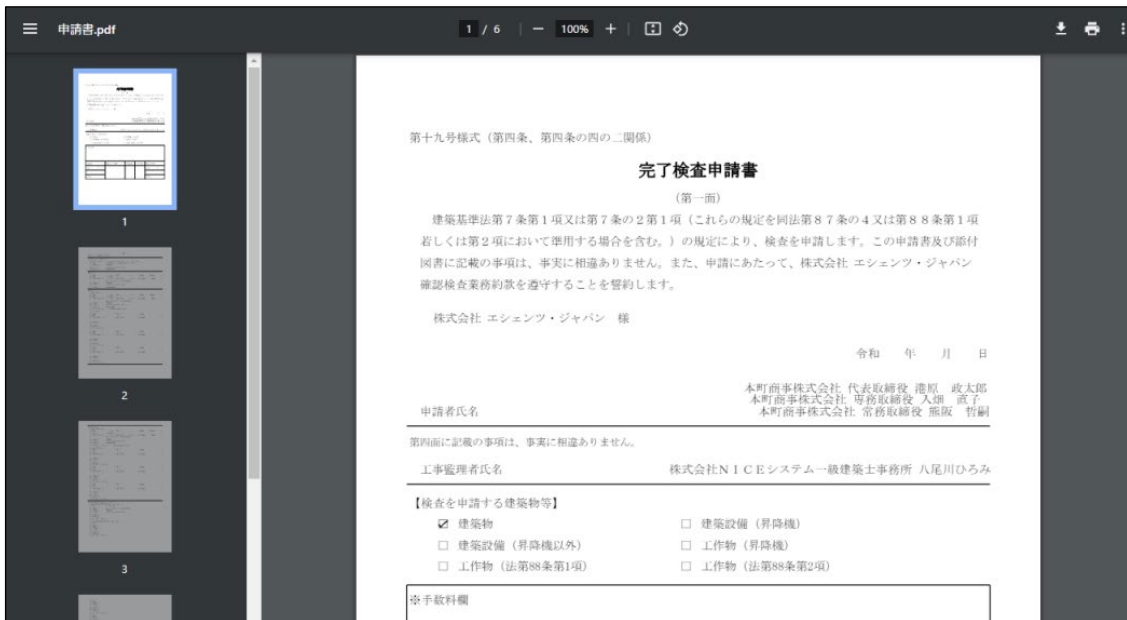 申請書.pdf
1 / 6
100%
1
2
3
第十九号様式（第四条、第四条の四の二関係）
完了検査申請書
（第一面）
建築基準法第７条第１項又は第７条の２第１項（これらの規定を同法第８７条の４又は第８８条第１項
若しくは第２項において準用する場合を含む。）の規定により、検査を申請します。この申請書及び添付
図書に記載の事項は、事実に相違ありません。また、申請にあたって、株式会社 エシェンツ・ジャパン
確認検査業務約款を遵守することを誓約します。
株式会社 エシェンツ・ジャパン　様
令和　　年　　月　　日
本町商事株式会社 代表取締役 港原　政太郎
本町商事株式会社 専務取締役 入畑　直子
申請者氏名 本町商事株式会社 常務取締役 熊阪　哲嗣
第四面に記載の事項は、事実に相違ありません。
工事監理者氏名 株式会社ＮＩＣＥシステム一級建築士事務所 八尾川ひろみ
【検査を申請する建築物等】
☑ 建築物 □ 建築設備（昇降機）
□ 建築設備（昇降機以外） □ 工作物（昇降機）
□ 工作物（法第88条第1項） □ 工作物（法第88条第2項）
※手数料欄